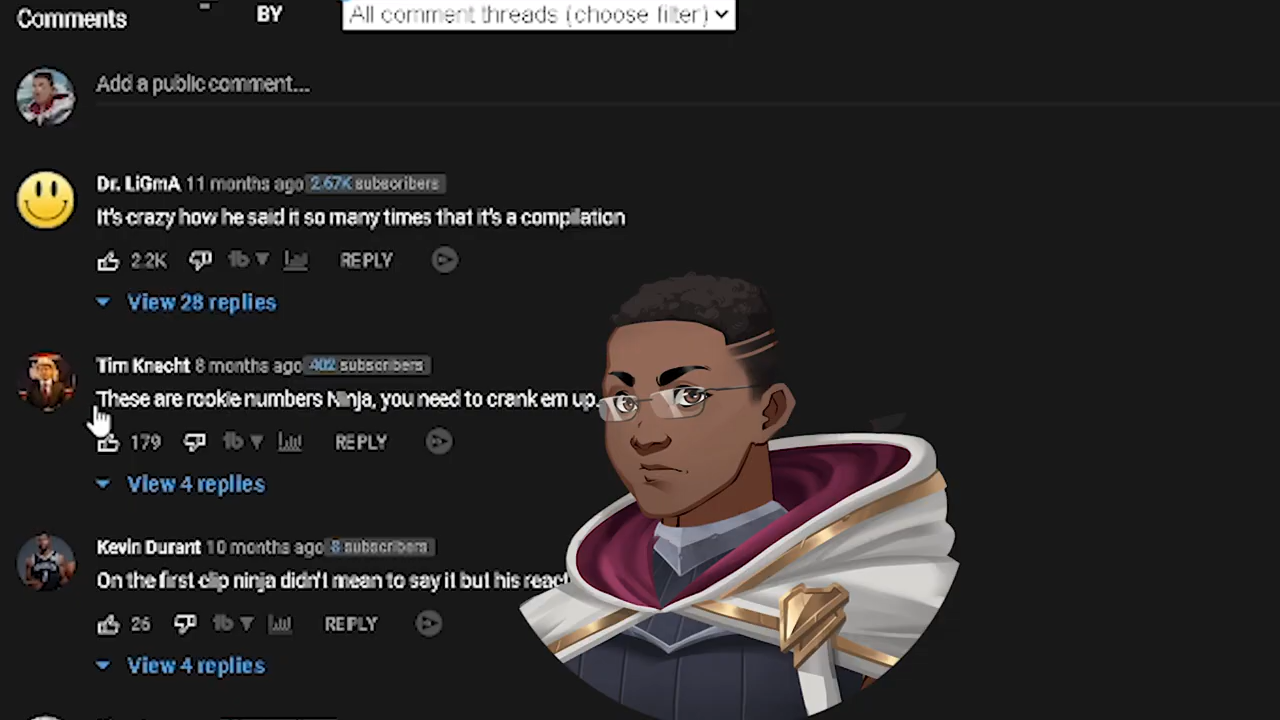 Comments
BY
All comment threads (choose filter)
Add a public comment...
Dr. LiGmA 11 months ago 2.67K subscribers
It's crazy how he said it so many times that it's a compilation
2.2K REPLY
View 28 replies
Tim Knacht 8 months ago 402 subscribers
These are rookie numbers Ninja, you need to crank em up.
179 REPLY
View 4 replies
Kevin Durant 10 months ago 8 subscribers
On the first clip ninja didn't mean to say it but his
26 REPLY
View 4 replies